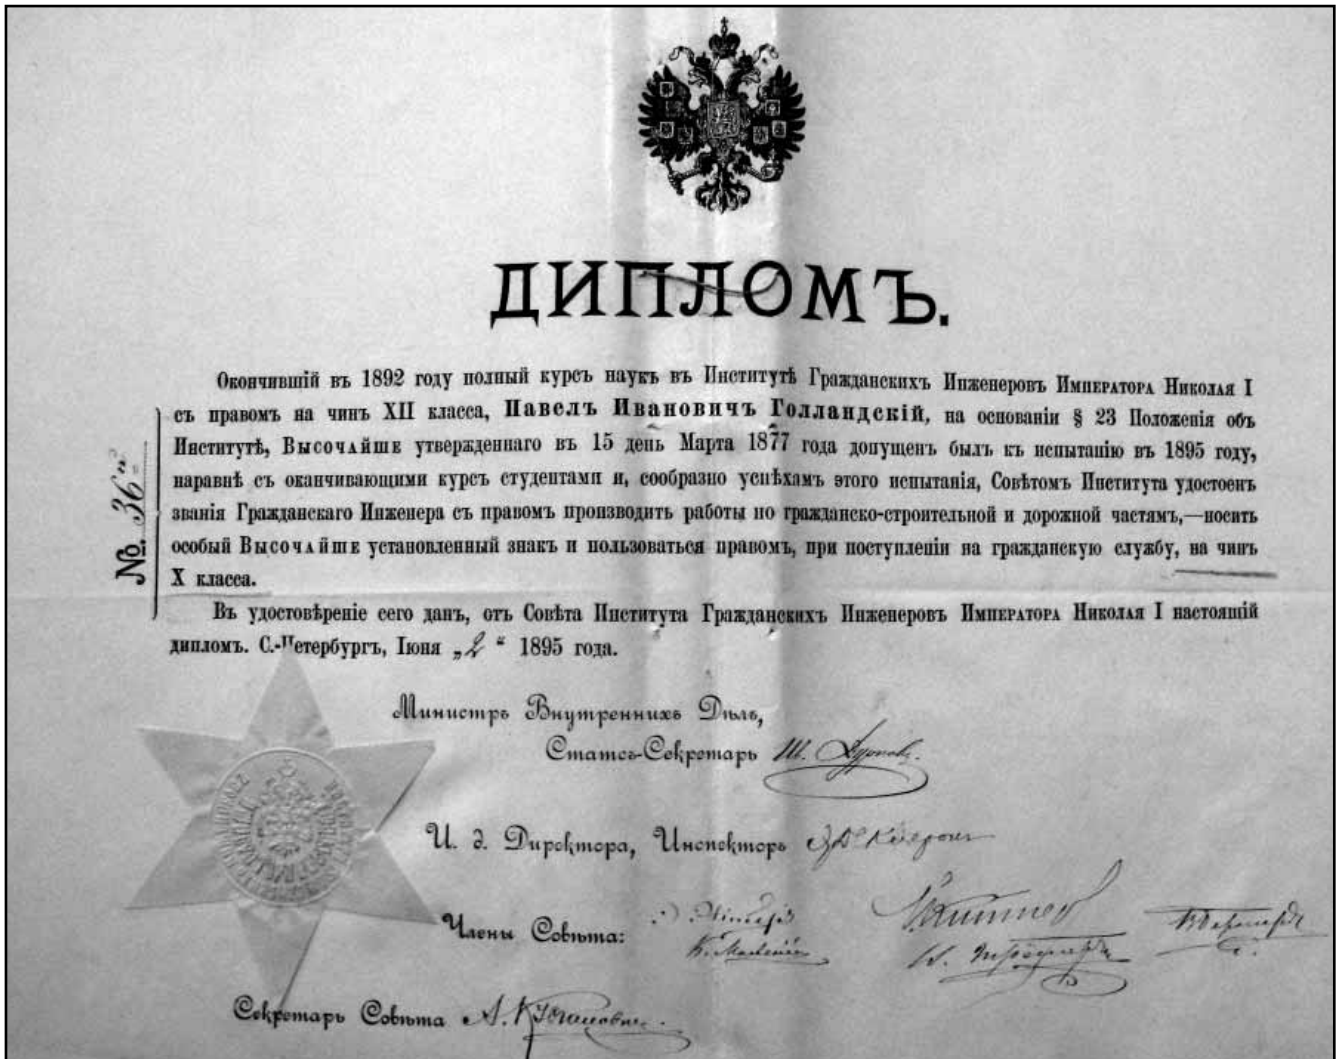 ДИПЛОМЪ.
Окончившій въ 1892 году полный курсъ наукъ въ Институтѣ Гражданскихъ Инженеровъ Императора Николая I
съ правомъ на чинъ XII класса, Павелъ Ивановичъ Голландскій, на основаніи § 23 Положенія объ
Институтѣ, Высочайше утвержденнаго въ 15 день Марта 1877 года допущенъ былъ къ испытанію въ 1895 году,
наравнѣ съ оканчивающими курсъ студентами и, сообразно успѣхамъ этого испытанія, Совѣтомъ Института удостоенъ
званія Гражданскаго Инженера съ правомъ производить работы по гражданско-строительной и дорожной частямъ,—носить
особый Высочайше установленный знакъ и пользоваться правомъ, при поступленіи на гражданскую службу, на чинъ
X класса.
№. 36
Въ удостовѣреніе сего данъ, отъ Совѣта Института Гражданскихъ Инженеровъ Императора Николая I настоящій
дипломъ. С.-Петербургъ, Іюня „2“ 1895 года.
Министръ Внутреннихъ Дѣлъ,
Статсъ-Секретарь
И. д. Директора, Инспекторъ
Члены Совѣта:
Секретарь Совѣта